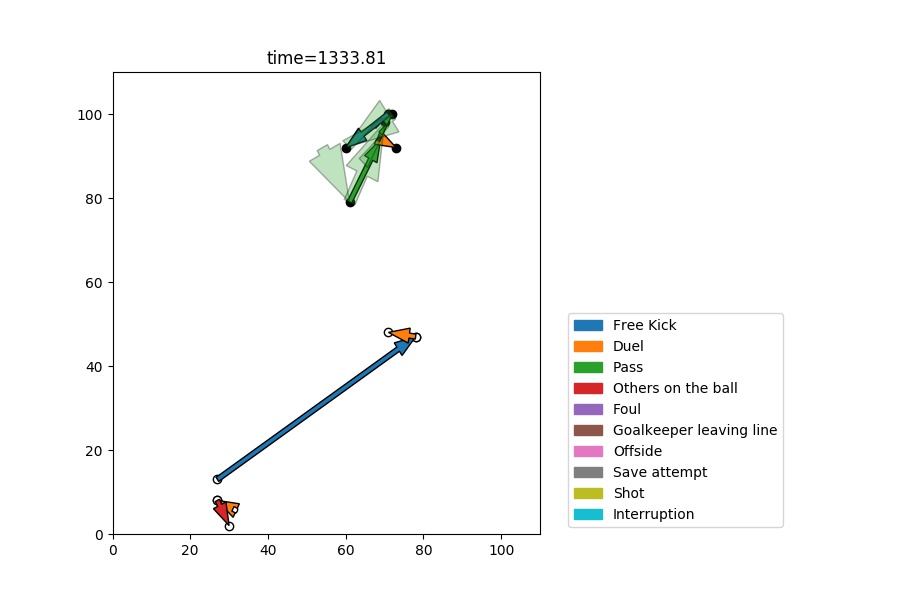 time=1333.81
100
80
60
40
20
0
0 20 40 60 80 100
Free Kick
Duel
Pass
Others on the ball
Foul
Goalkeeper leaving line
Offside
Save attempt
Shot
Interruption